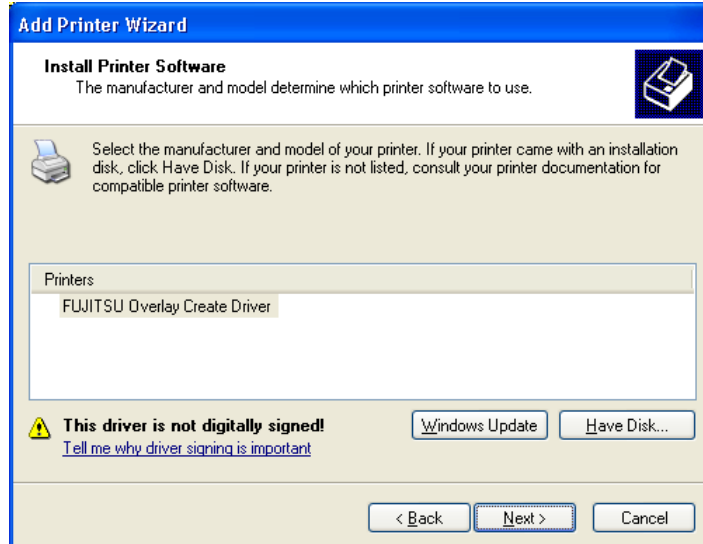 Add Printer Wizard
Install Printer Software
The manufacturer and model determine which printer software to use.
Select the manufacturer and model of your printer. If your printer came with an installation
disk, click Have Disk. If your printer is not listed, consult your printer documentation for
compatible printer software.
Printers
FUJITSU Overlay Create Driver
This driver is not digitally signed!
Windows Update
Have Disk...
Tell me why driver signing is important
< Back
Next >
Cancel